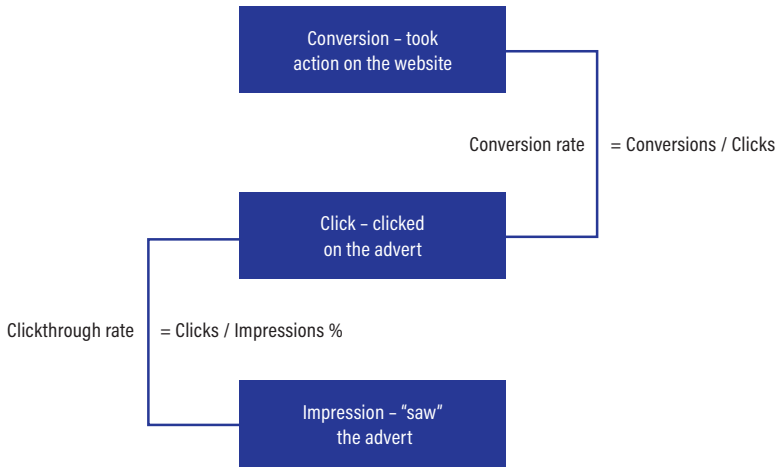 Conversion – took
action on the website
Conversion rate
= Conversions / Clicks
Click – clicked
on the advert
Clickthrough rate
= Clicks / Impressions %
Impression – “saw”
the advert